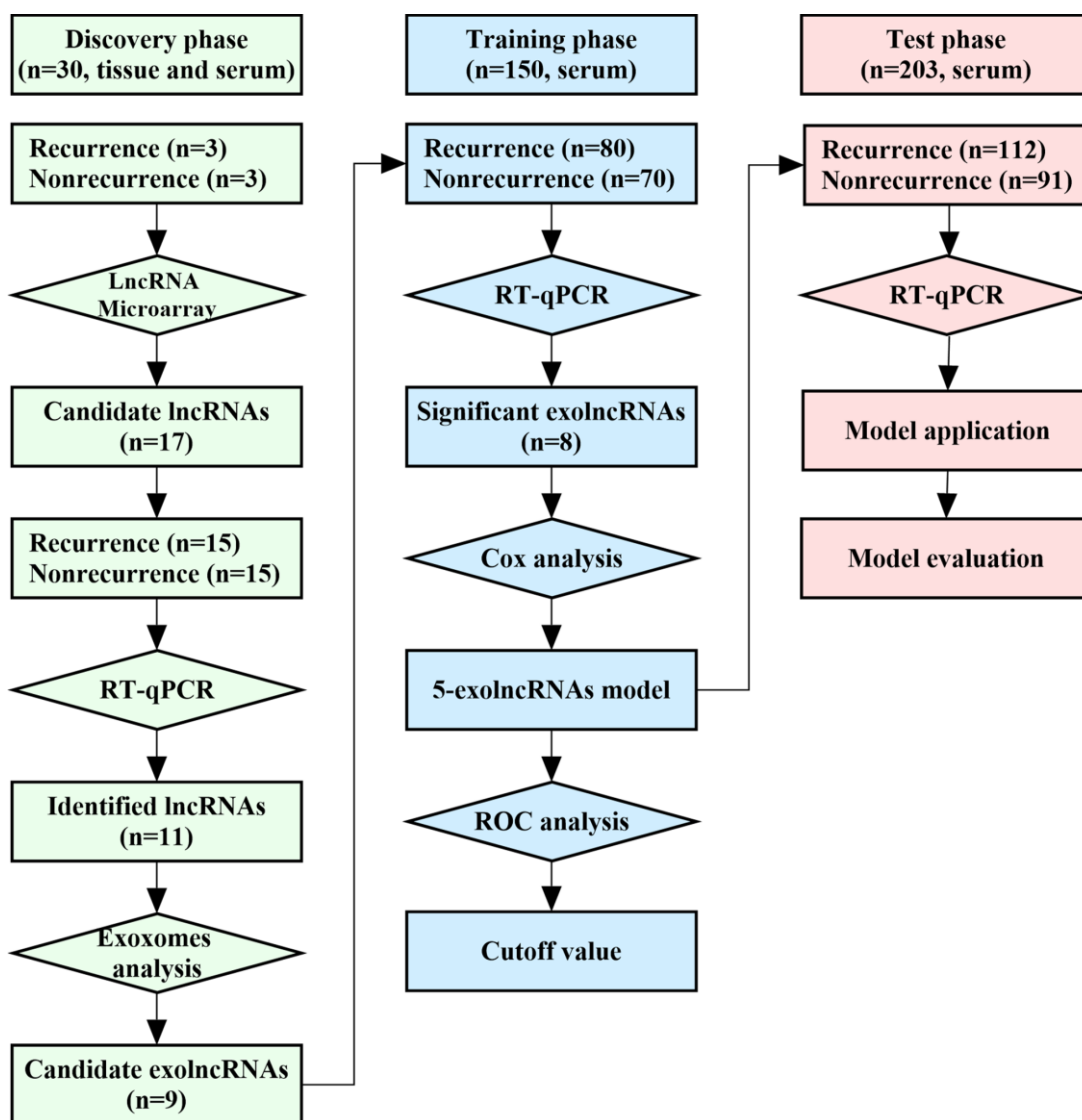 Discovery phase
(n=30, tissue and serum)
Recurrence (n=3)
Nonrecurrence (n=3)
LncRNA
Microarray
Candidate lncRNAs
(n=17)
Recurrence (n=15)
Nonrecurrence (n=15)
RT-qPCR
Identified lncRNAs
(n=11)
Exoxomes
analysis
Candidate exolncRNAs
(n=9)
Training phase
(n=150, serum)
Recurrence (n=80)
Nonrecurrence (n=70)
RT-qPCR
Significant exolncRNAs
(n=8)
Cox analysis
5-exolncRNAs model
ROC analysis
Cutoff value
Test phase
(n=203, serum)
Recurrence (n=112)
Nonrecurrence (n=91)
RT-qPCR
Model application
Model evaluation